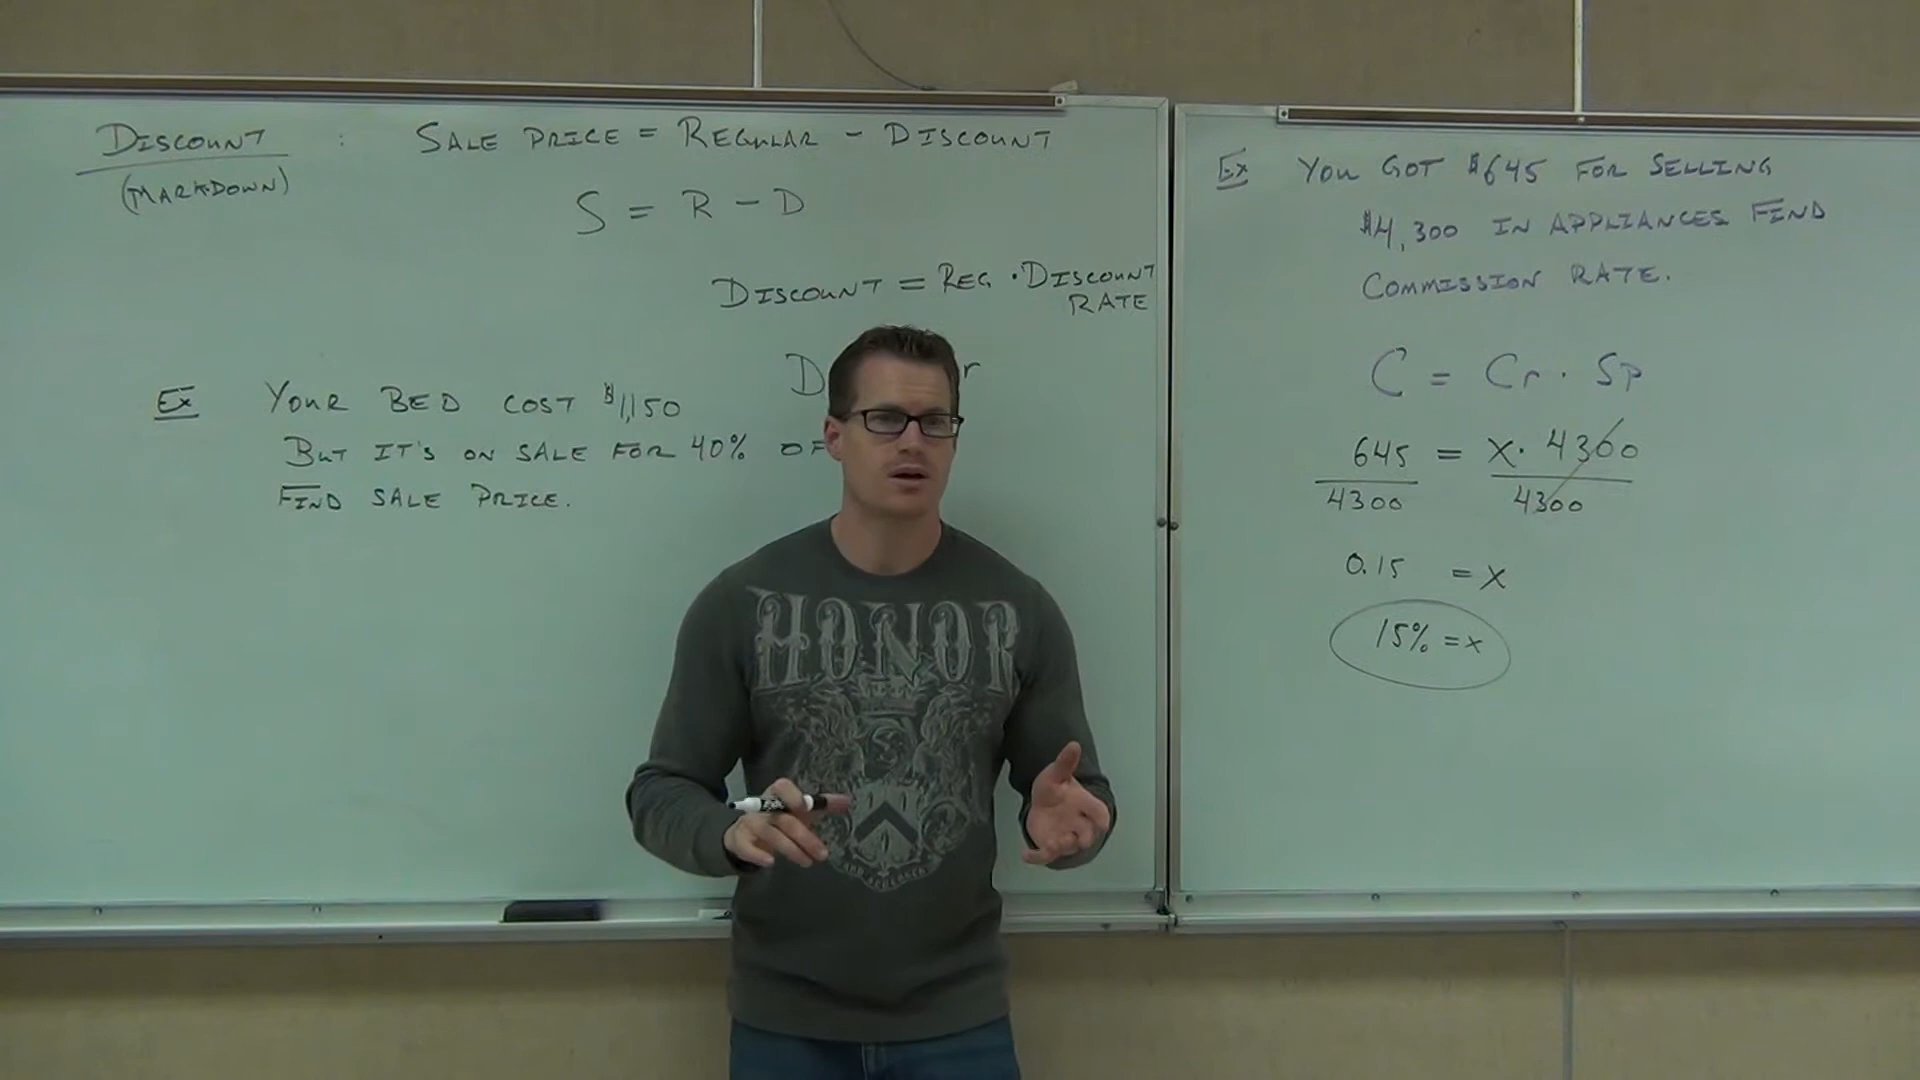 DISCOUNT : SALE PRICE = REGULAR - DISCOUNT
(MARKDOWN)
S = R - D
DISCOUNT = REG. · DISCOUNT
RATE
D r
Ex YOUR BED COST $1,150
BUT IT'S ON SALE FOR 40% OF
FIND SALE PRICE.
Ex YOU GOT $645 FOR SELLING
$4,300 IN APPLIANCES FIND
COMMISSION RATE.
C = Cr · Sp
645 = x · 4300
4300 4300
0.15 = x
15% = x
HONOR